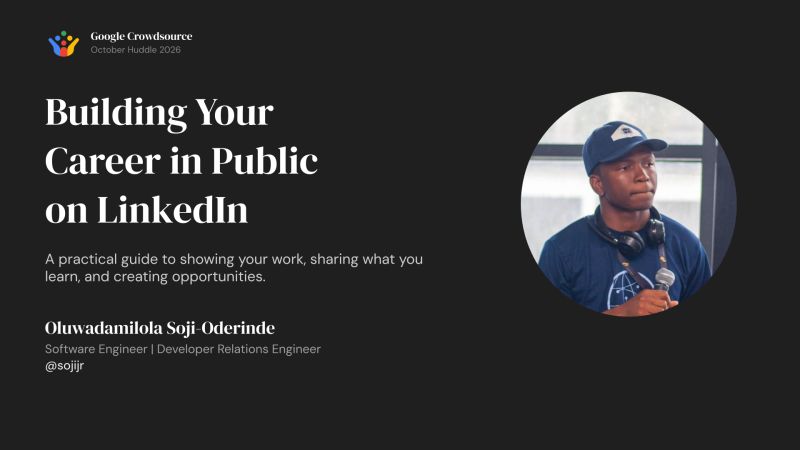 Google Crowdsource
October Huddle 2026
Building Your
Career in Public
on LinkedIn
A practical guide to showing your work, sharing what you
learn, and creating opportunities.
Oluwadamilola Soji-Oderinde
Software Engineer | Developer Relations Engineer
@sojijr